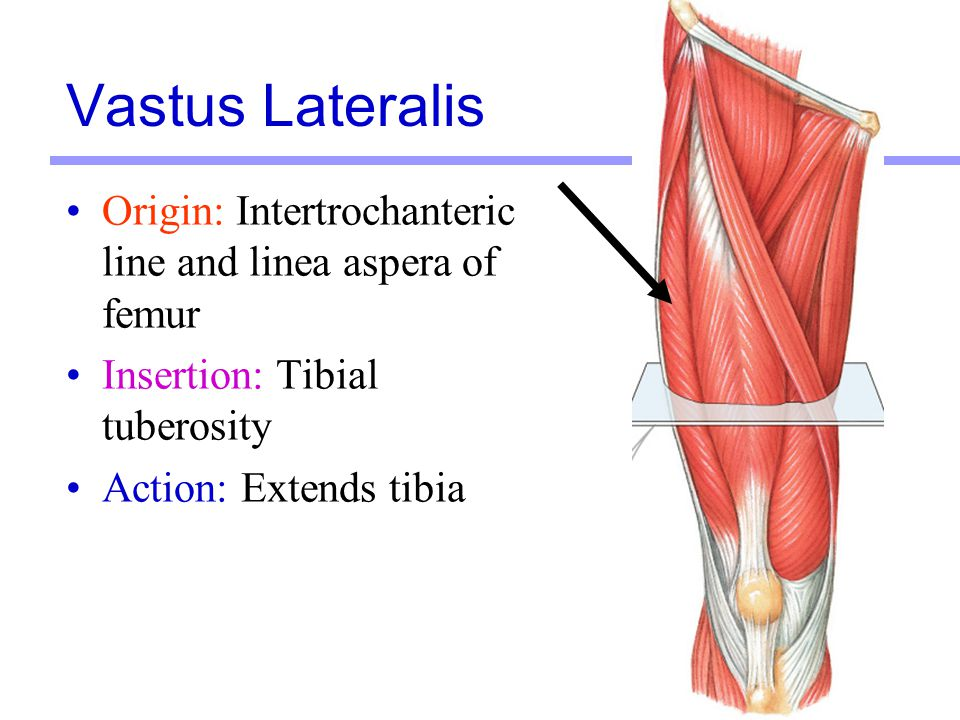 Vastus Lateralis
• Origin: Intertrochanteric
line and linea aspera of
femur
• Insertion: Tibial
tuberosity
• Action: Extends tibia